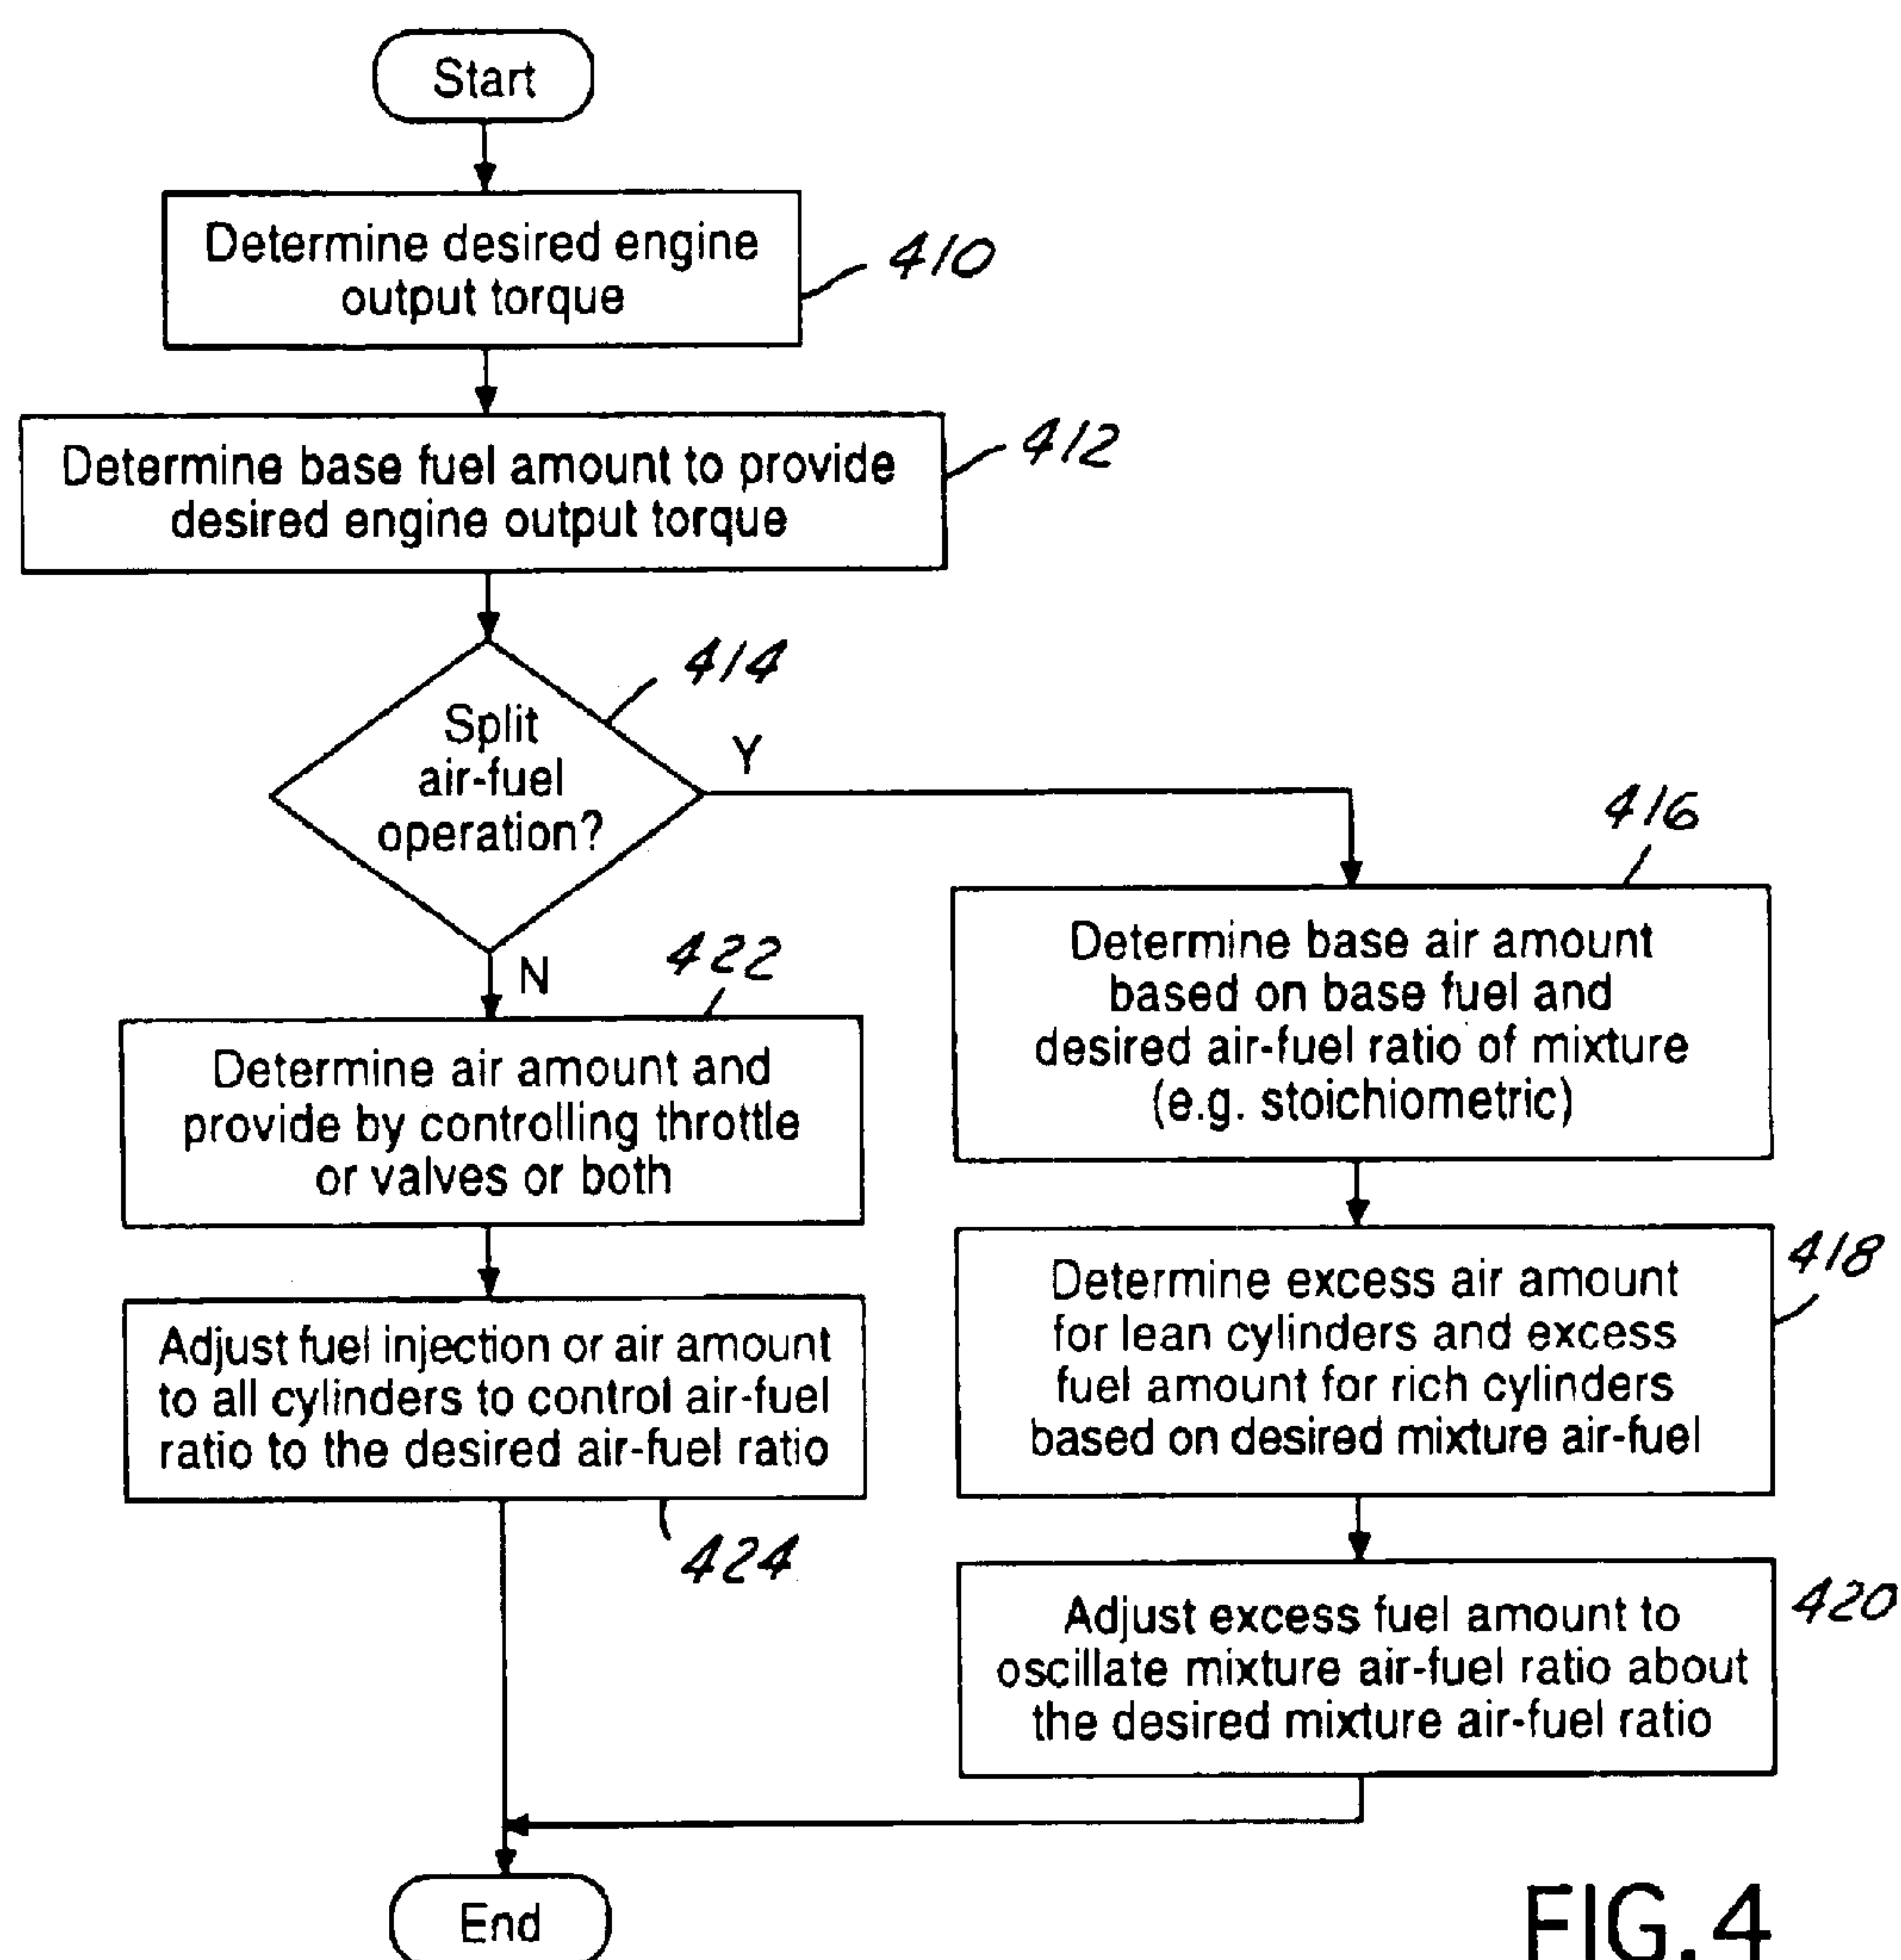 Start
Determine desired engine
output torque
410
Determine base fuel amount to provide
desired engine output torque
412
Split
air-fuel
operation?
414
Y
N
416
Determine base air amount
based on base fuel and
desired air-fuel ratio of mixture
(e.g. stoichiometric)
422
Determine air amount and
provide by controlling throttle
or valves or both
418
Determine excess air amount
for lean cylinders and excess
fuel amount for rich cylinders
based on desired mixture air-fuel
Adjust fuel injection or air amount
to all cylinders to control air-fuel
ratio to the desired air-fuel ratio
424
420
Adjust excess fuel amount to
oscillate mixture air-fuel ratio about
the desired mixture air-fuel ratio
End
FIG.4